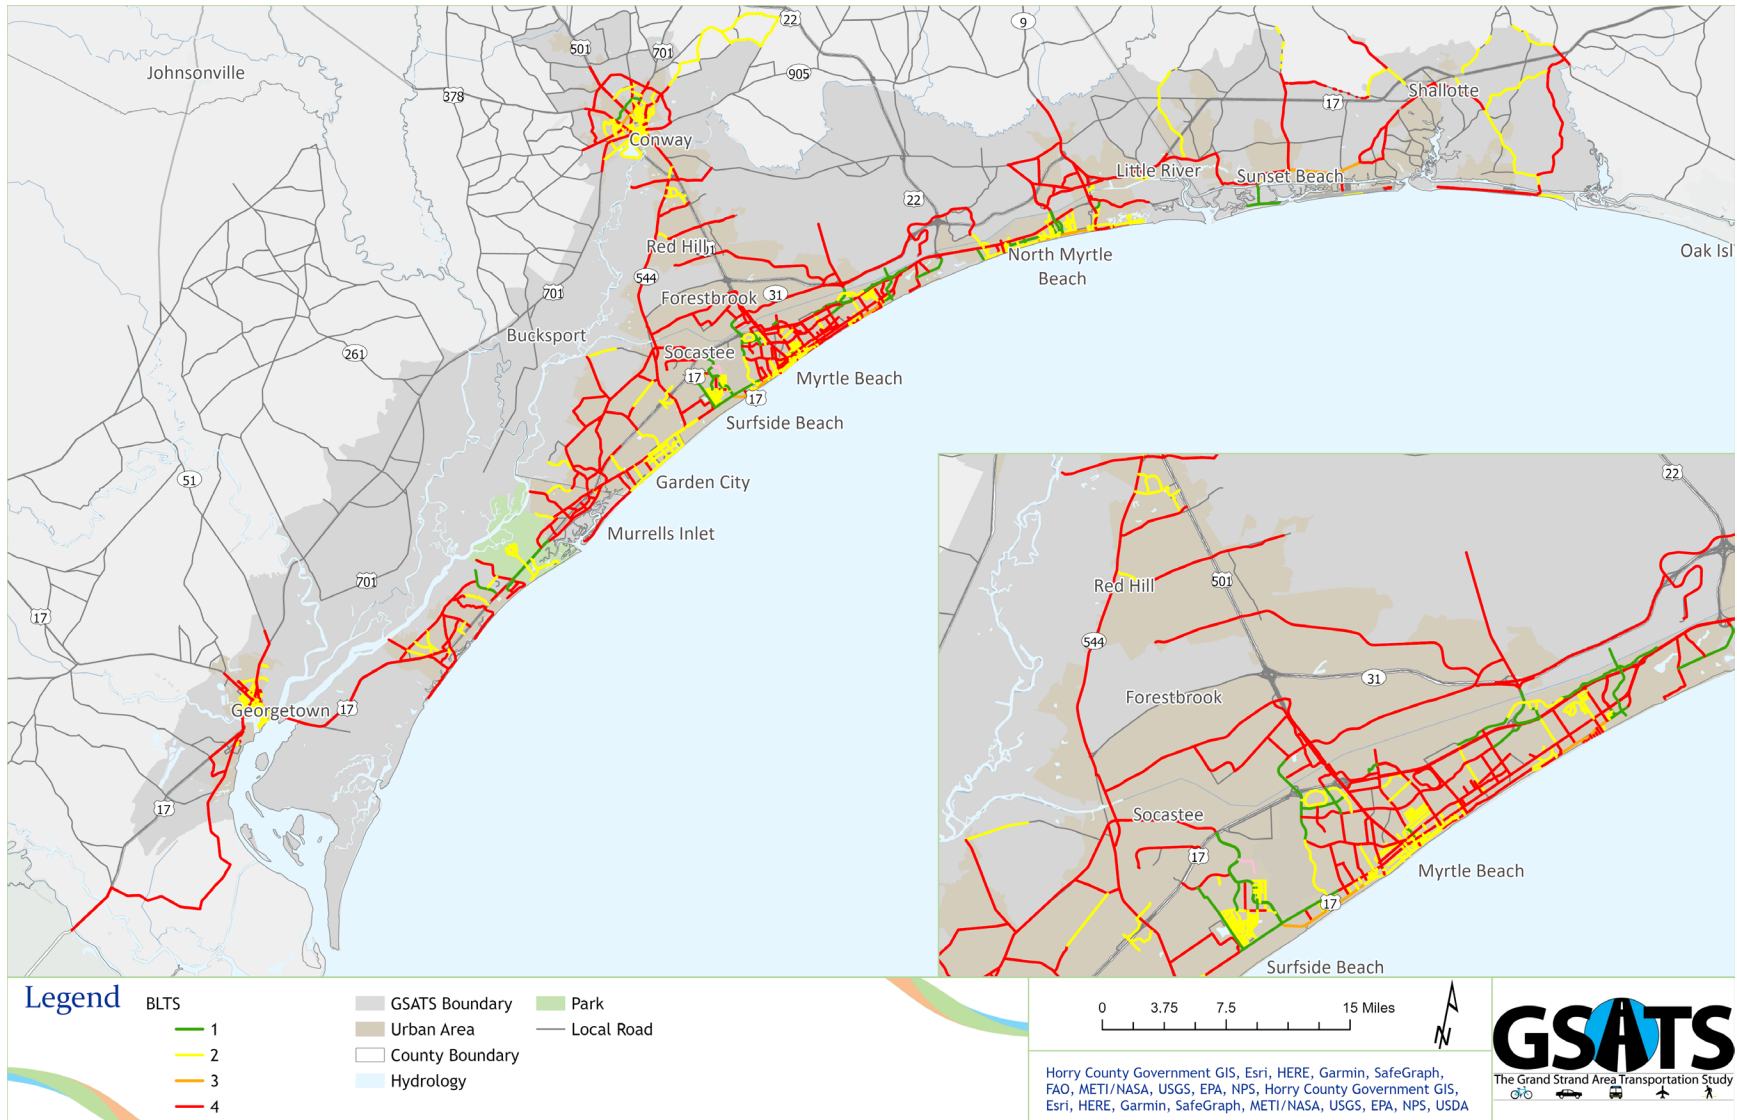 22
9
501
701
Johnsonville
905
378
Shallotte
17
Conway
Little River
Sunset Beach
22
Red Hill
North Myrtle
Beach
Oak Isl
544
701
Forestbrook
31
Bucksport
261
Socastee
17
Myrtle Beach
17
Surfside Beach
51
Garden City
Murrells Inlet
701
17
Georgetown
17
17
22
Red Hill
501
544
31
Forestbrook
Socastee
17
Myrtle Beach
17
Surfside Beach
Legend
BLTS
1
2
3
4
GSATS Boundary
Urban Area
County Boundary
Hydrology
Park
Local Road
0 3.75 7.5 15 Miles
N
Horry County Government GIS, Esri, HERE, Garmin, SafeGraph,
FAO, METI/NASA, USGS, EPA, NPS, Horry County Government GIS,
Esri, HERE, Garmin, SafeGraph, METI/NASA, USGS, EPA, NPS, USDA
GSATS
The Grand Strand Area Transportation Study